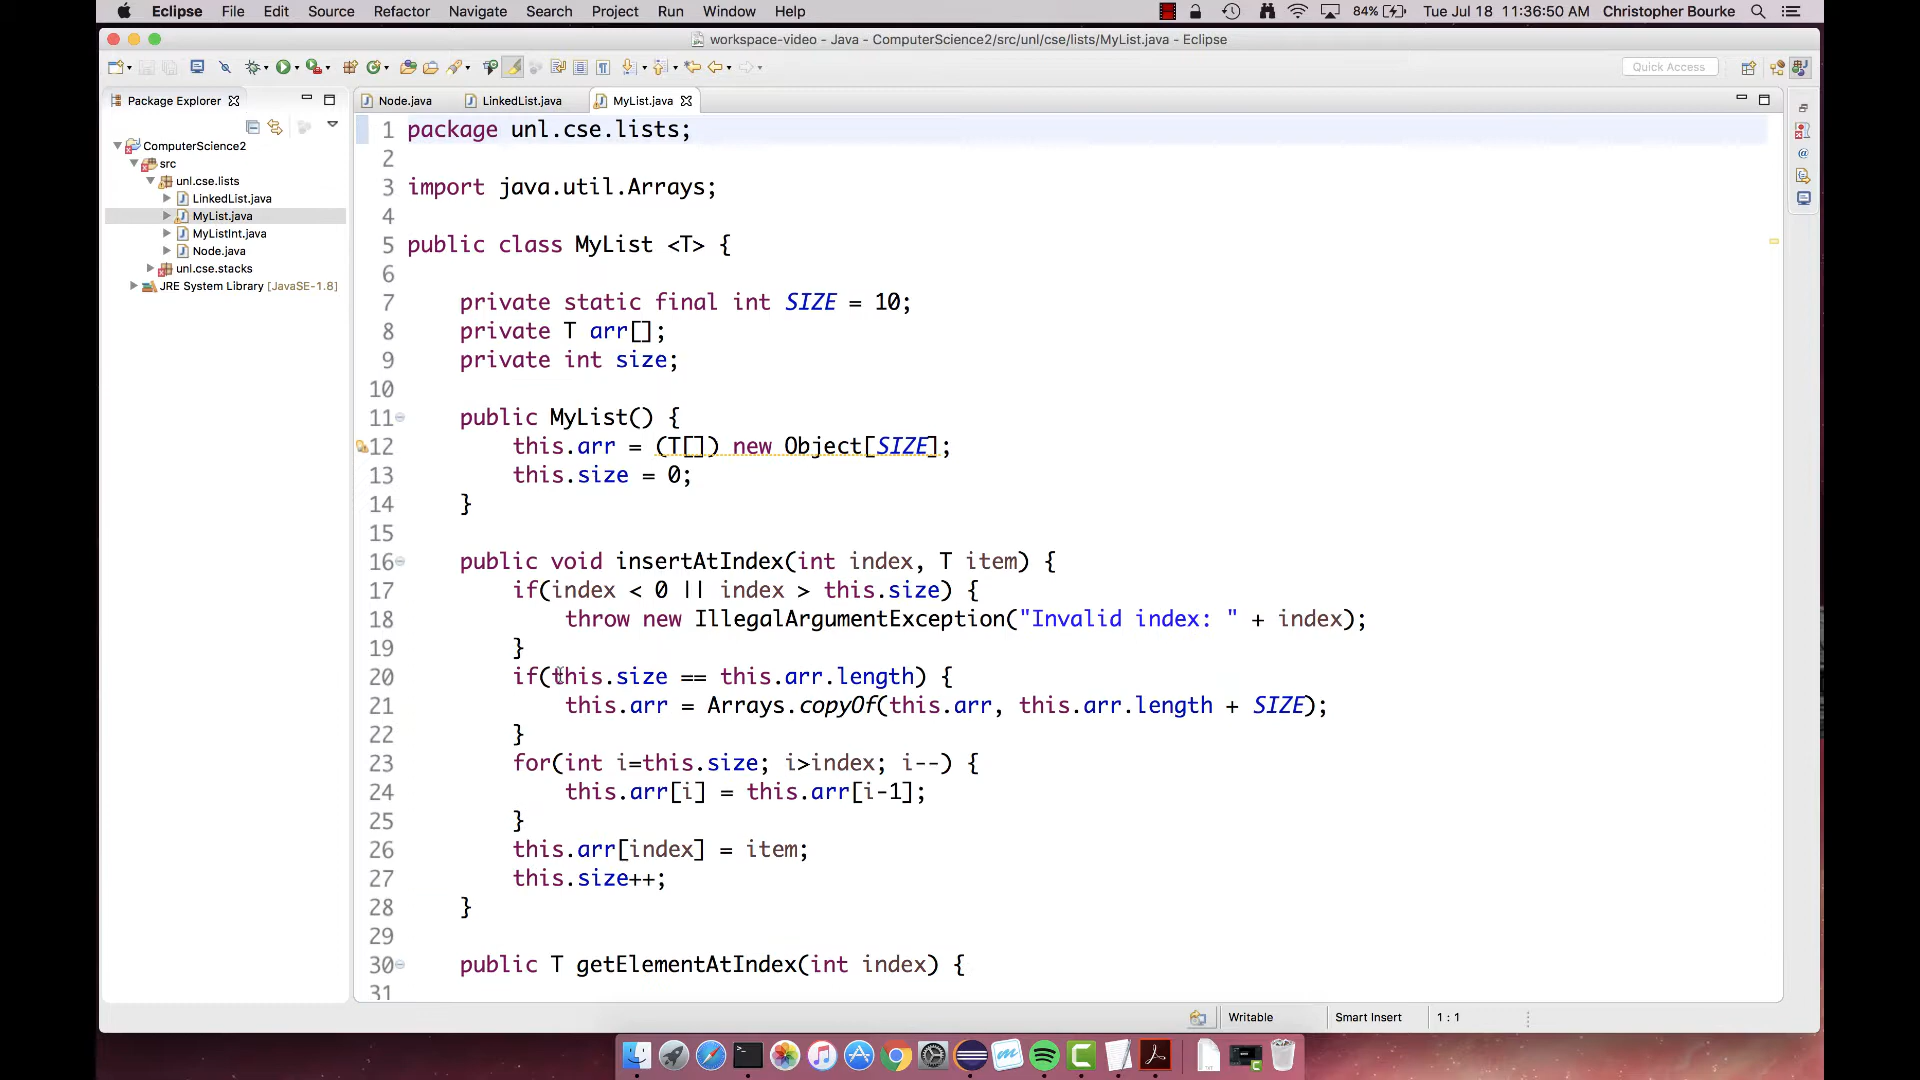 Eclipse File Edit Source Refactor Navigate Search Project Run Window Help 84% Tue Jul 18 11:36:50 AM Christopher Bourke
workspace-video - Java - ComputerScience2/src/unl/cse/lists/MyList.java - Eclipse
Quick Access
Package Explorer
ComputerScience2
src
unl.cse.lists
LinkedList.java
MyList.java
MyListInt.java
Node.java
unl.cse.stacks
JRE System Library [JavaSE-1.8]
Node.java LinkedList.java MyList.java
1 package unl.cse.lists;
2
3 import java.util.Arrays;
4
5 public class MyList <T> {
6
7 private static final int SIZE = 10;
8 private T arr[];
9 private int size;
10
11 public MyList() {
12 this.arr = (T[]) new Object[SIZE];
13 this.size = 0;
14 }
15
16 public void insertAtIndex(int index, T item) {
17 if(index < 0 || index > this.size) {
18 throw new IllegalArgumentException("Invalid index: " + index);
19 }
20 if(this.size == this.arr.length) {
21 this.arr = Arrays.copyOf(this.arr, this.arr.length + SIZE);
22 }
23 for(int i=this.size; i>index; i--) {
24 this.arr[i] = this.arr[i-1];
25 }
26 this.arr[index] = item;
27 this.size++;
28 }
29
30 public T getElementAtIndex(int index) {
31
Writable Smart Insert 1 : 1